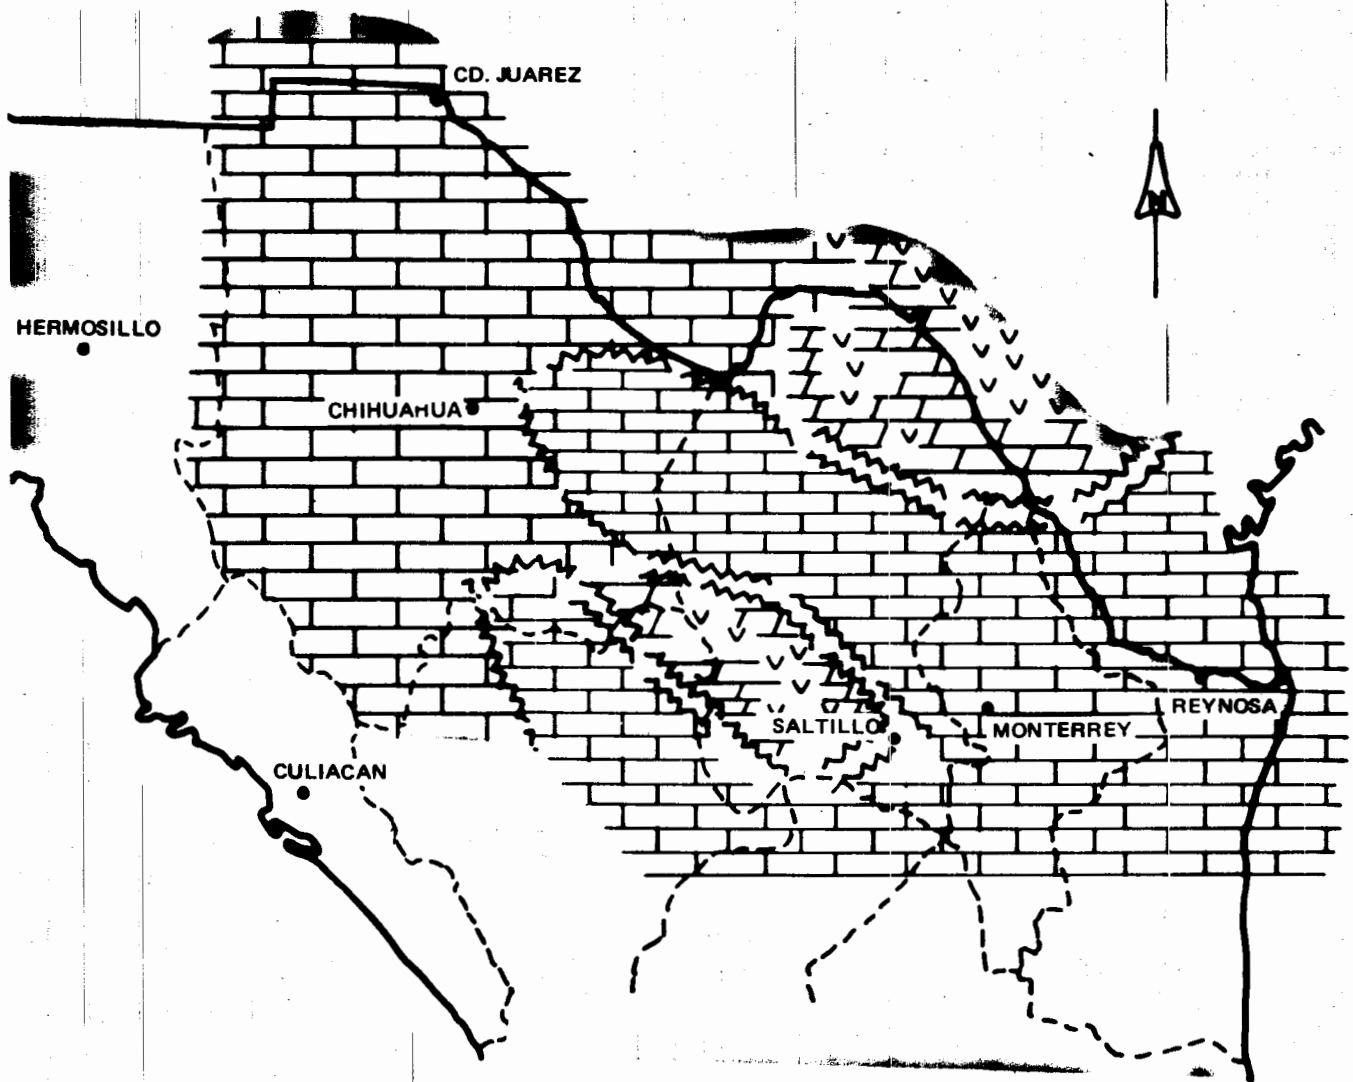 CD. JUAREZ
N
HERMOSILLO
CHIHUAHUA
REYNOSA
SALTILLO
MONTERREY
CULIACAN